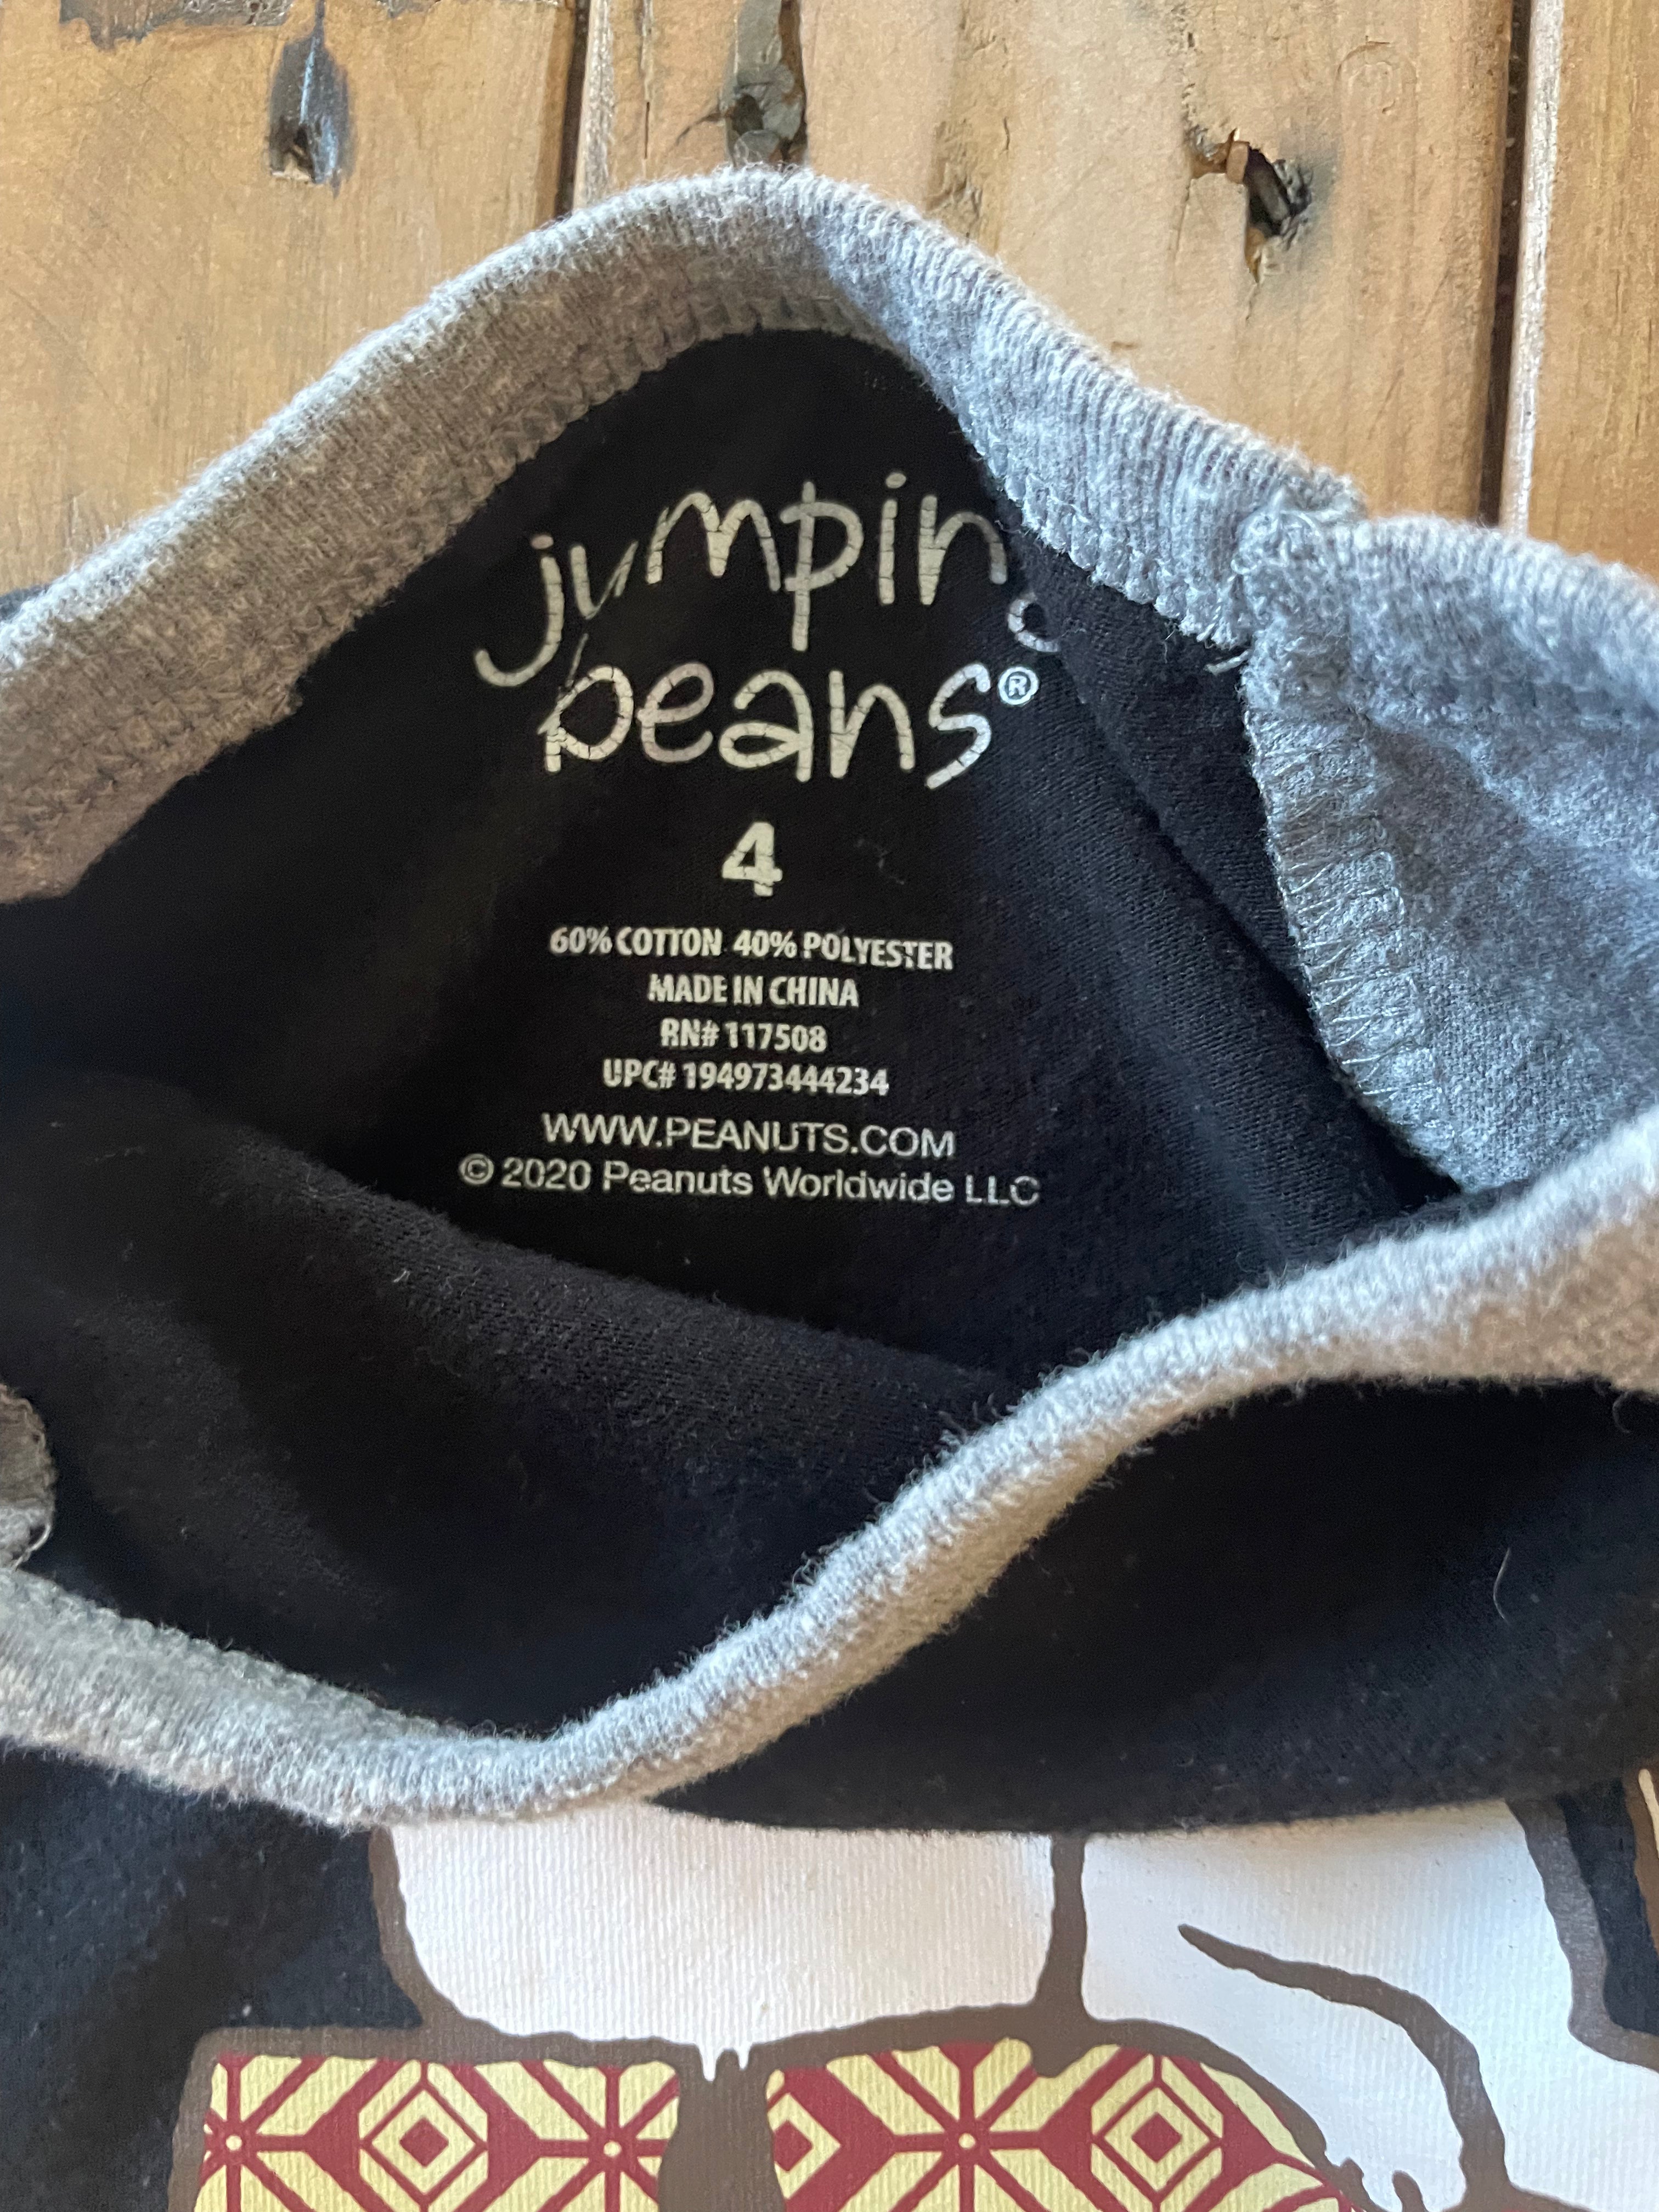 jumping
beans®
4
60% COTTON 40% POLYESTER
MADE IN CHINA
RN# 117508
UPC# 194973444234
WWW.PEANUTS.COM
© 2020 Peanuts Worldwide LLC